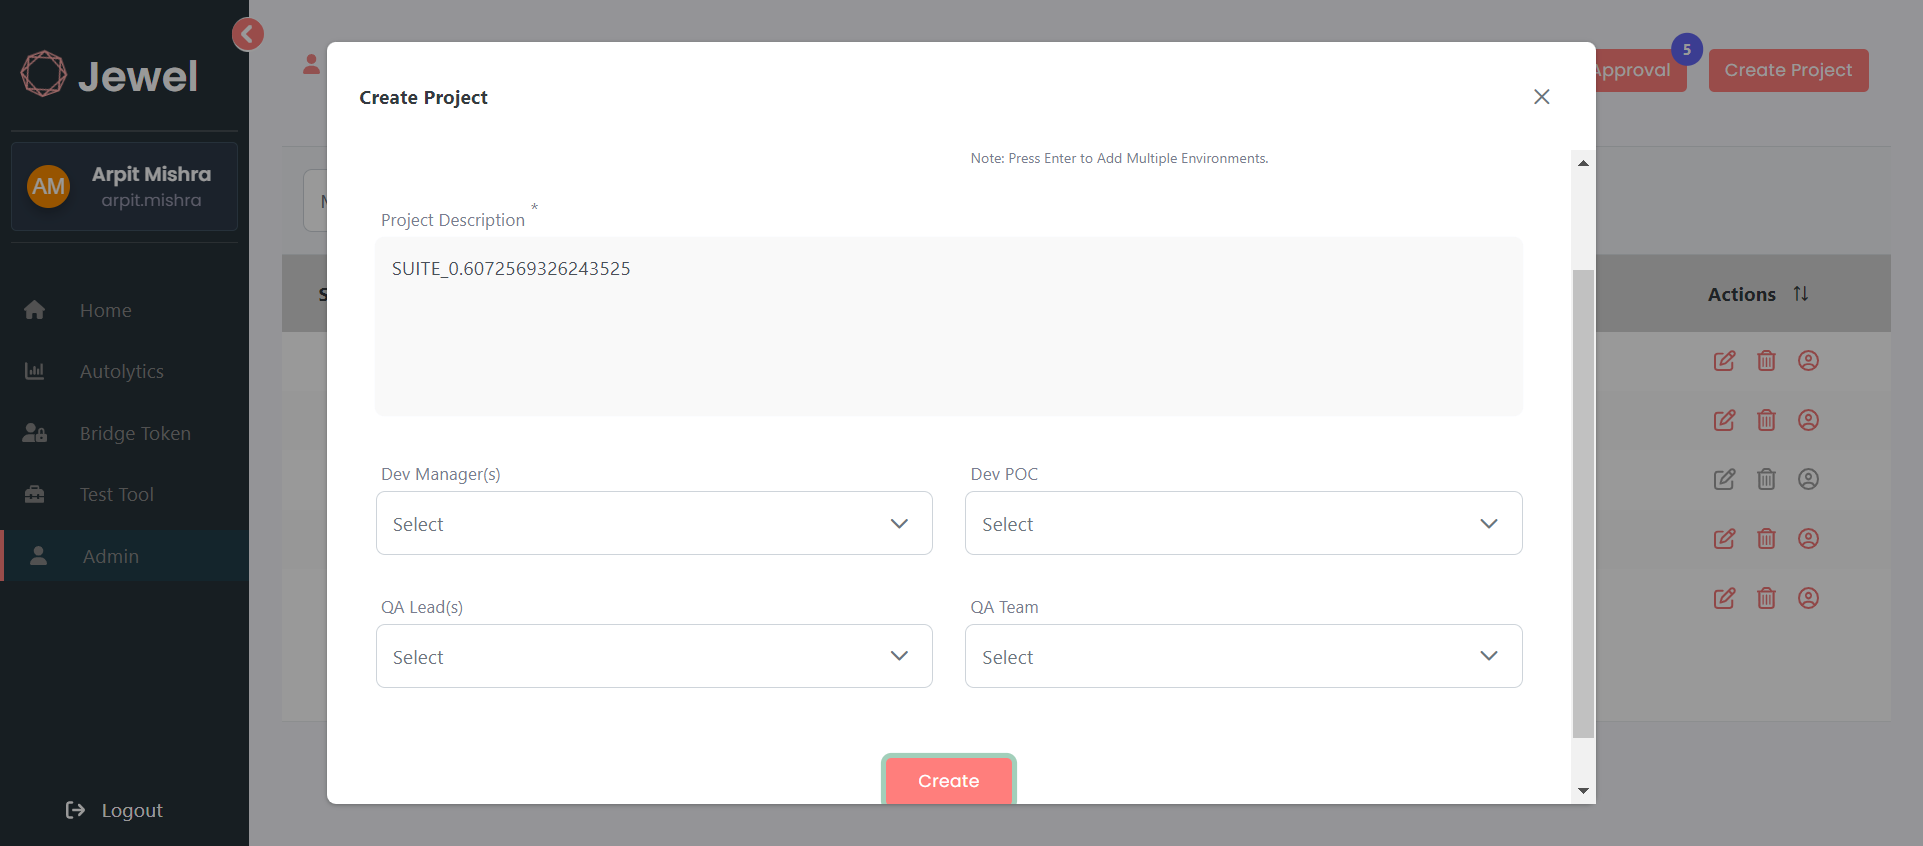 Jewel
AM
Arpit Mishra
arpit.mishra
Home
Autolytics
Bridge Token
Test Tool
Admin
Logout
Approval
5
Create Project
Actions
Create Project
Note: Press Enter to Add Multiple Environments.
Project Description *
SUITE_0.6072569326243525
Dev Manager(s)
Dev POC
Select
Select
QA Lead(s)
QA Team
Select
Select
Create